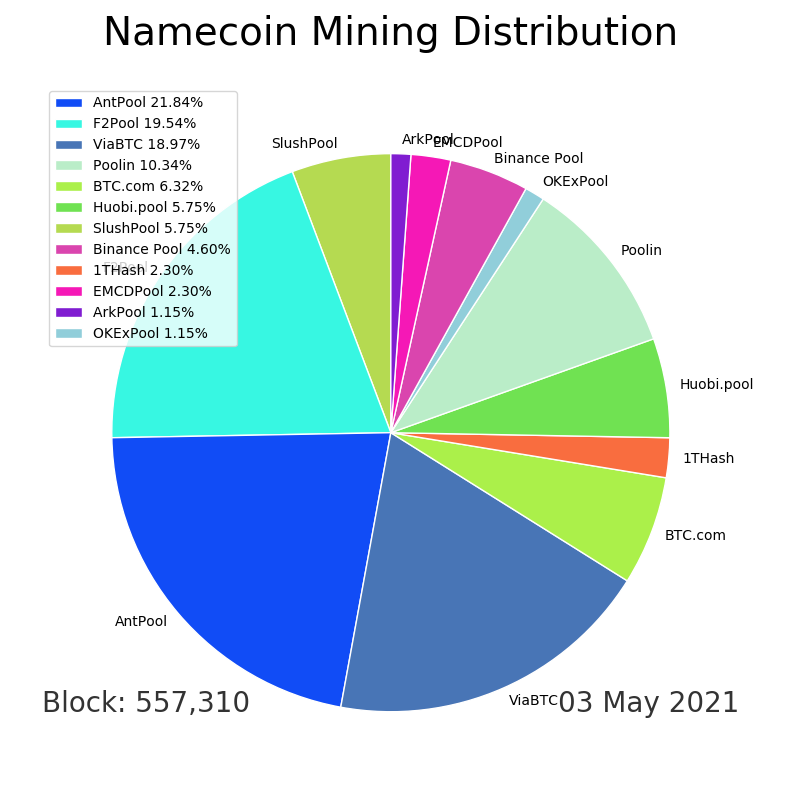 Namecoin Mining Distribution
AntPool 21.84%
F2Pool 19.54%
ViaBTC 18.97%
Poolin 10.34%
BTC.com 6.32%
Huobi.pool 5.75%
SlushPool 5.75%
Binance Pool 4.60%
1THash 2.30%
EMCDPool 2.30%
ArkPool 1.15%
OKExPool 1.15%
SlushPool
ArkPool
EMCDPool
Binance Pool
OKExPool
Poolin
F2Pool
Huobi.pool
1THash
BTC.com
AntPool
ViaBTC
Block: 557,310
03 May 2021